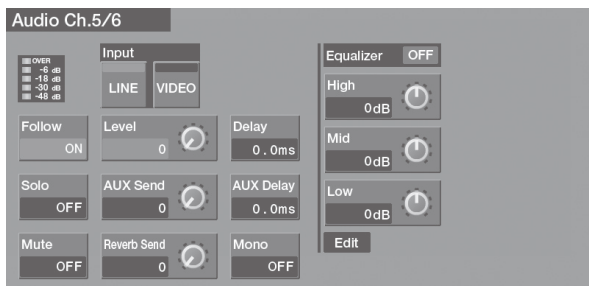 Audio Ch.5/6
OVER
-6 dB
-18 dB
-30 dB
-48 dB
Input
LINE VIDEO
Equalizer OFF
High
0dB
Mid
0dB
Low
0dB
Edit
Follow
ON
Level
0
Delay
0.0ms
Solo
OFF
AUX Send
0
AUX Delay
0.0ms
Mute
OFF
Reverb Send
0
Mono
OFF